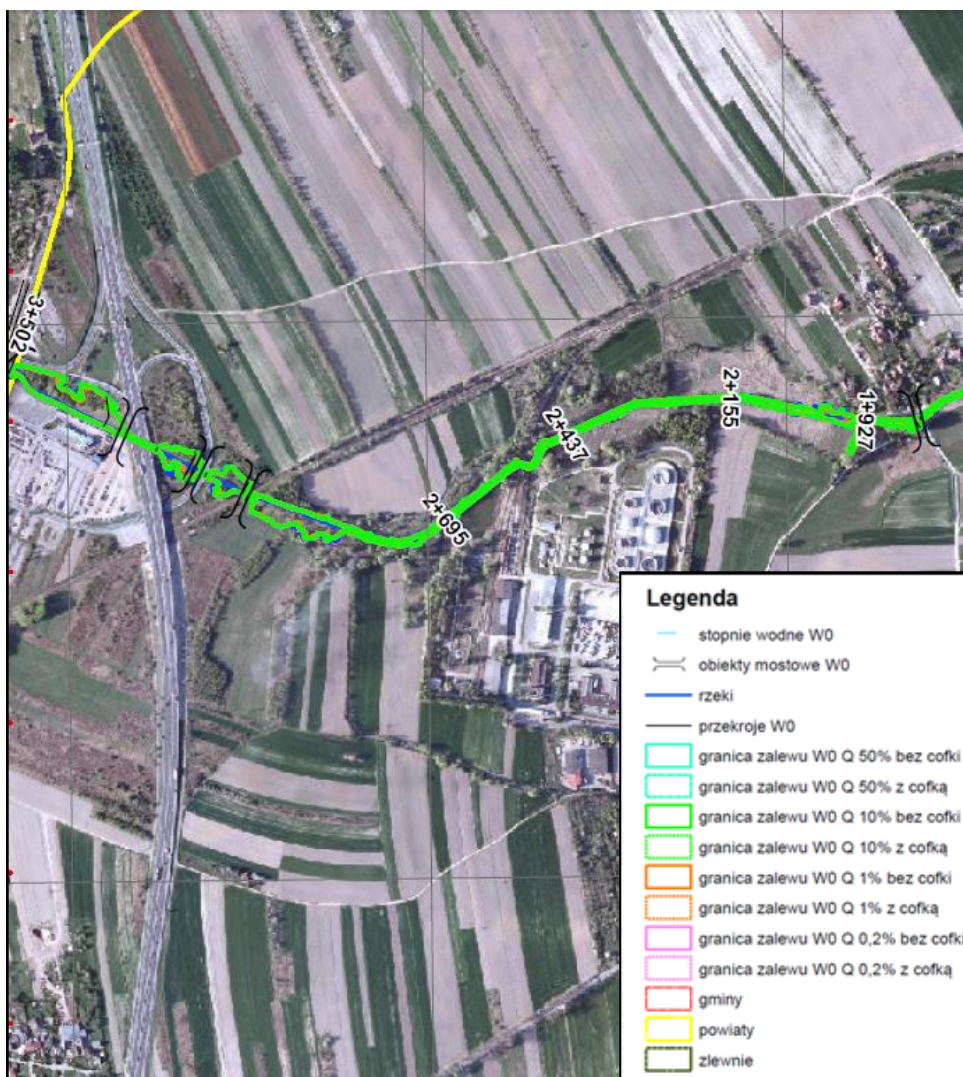 3+502
2+695
2+437
2+155
1+927
Legenda
stopnie wodne W0
obiekty mostowe W0
rzeki
przekroje W0
granica zalewu W0 Q 50% bez cofki
granica zalewu W0 Q 50% z cofką
granica zalewu W0 Q 10% bez cofki
granica zalewu W0 Q 10% z cofką
granica zalewu W0 Q 1% bez cofki
granica zalewu W0 Q 1% z cofką
granica zalewu W0 Q 0,2% bez cofki
granica zalewu W0 Q 0,2% z cofką
gminy
powiaty
zlewnie